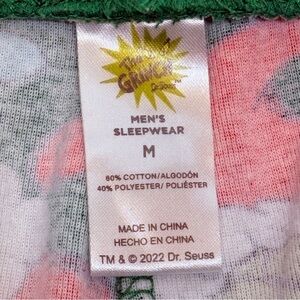 The
GRINCH
MEN'S
SLEEPWEAR
M
60% COTTON/ALGODÓN
40% POLYESTER/POLIÉSTER
MADE IN CHINA
HECHO EN CHINA
TM & © 2022 Dr. Seuss